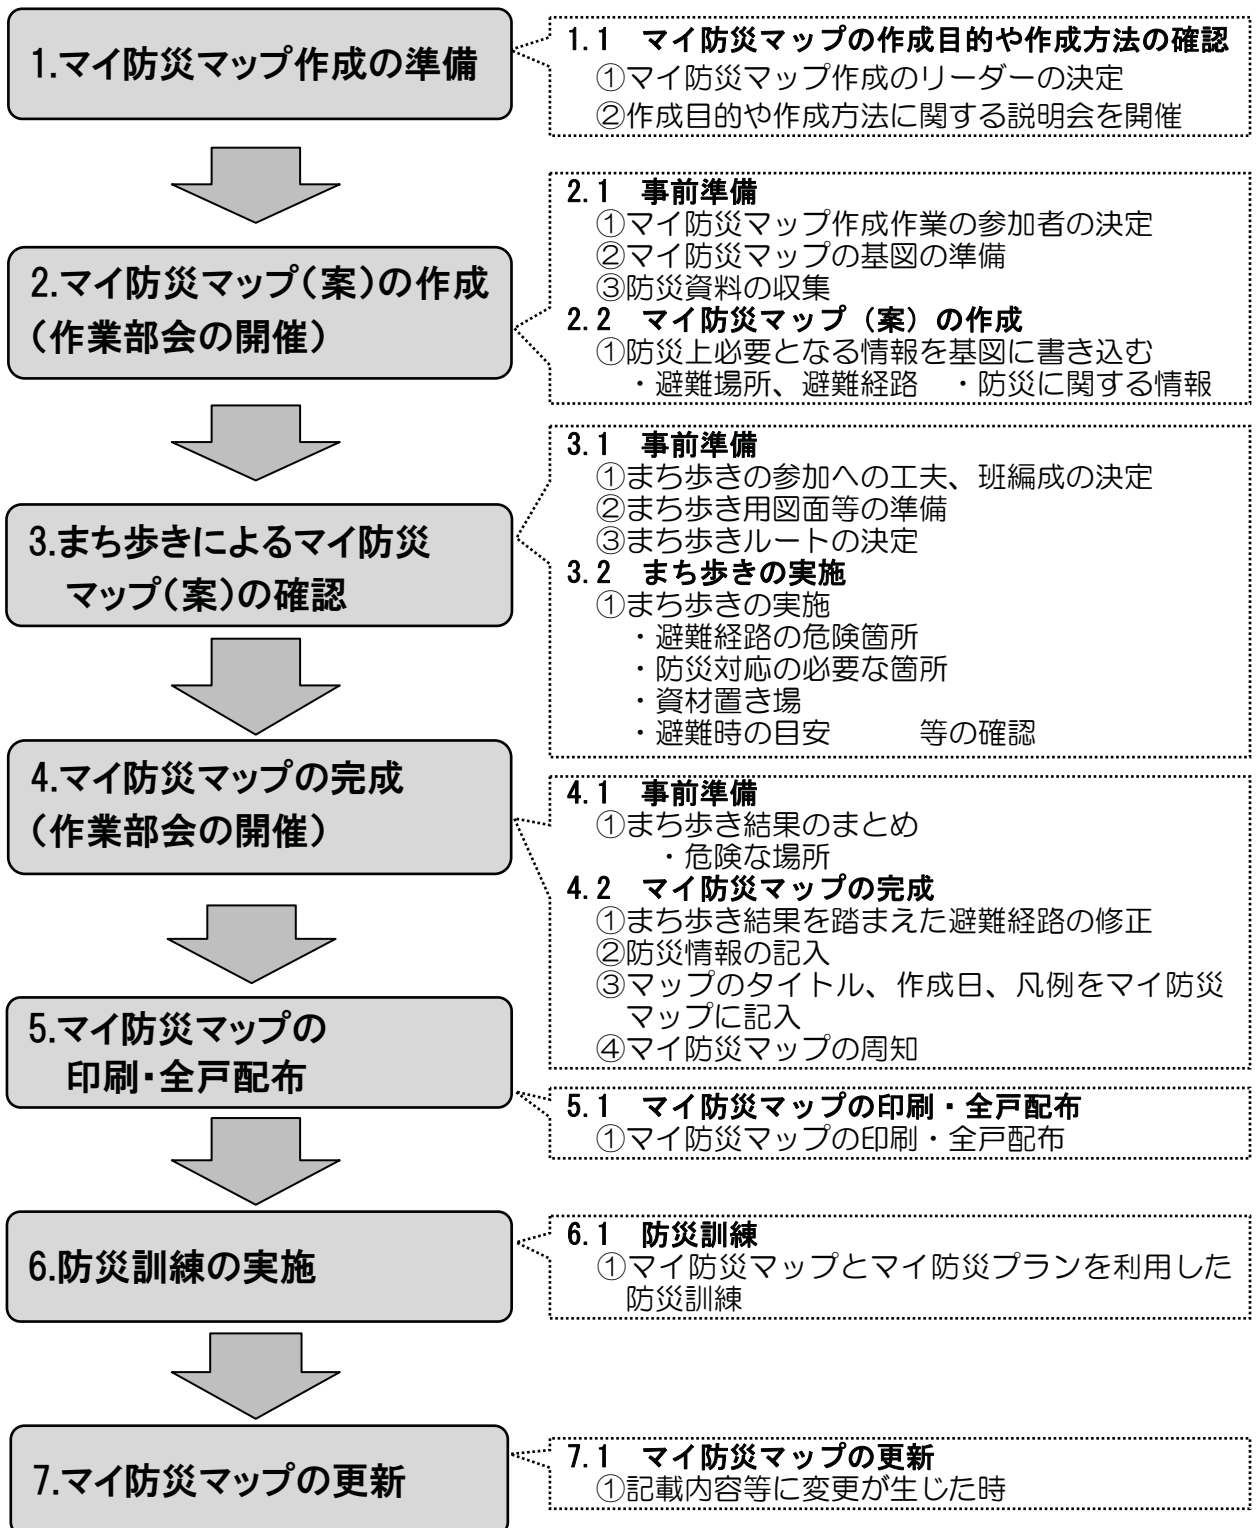 1.マイ防災マップ作成の準備
1.1 マイ防災マップの作成目的や作成方法の確認
①マイ防災マップ作成のリーダーの決定
②作成目的や作成方法に関する説明会を開催
2.マイ防災マップ(案)の作成
(作業部会の開催)
2.1 事前準備
①マイ防災マップ作成作業の参加者の決定
②マイ防災マップの基図の準備
③防災資料の収集
2.2 マイ防災マップ（案）の作成
①防災上必要となる情報を基図に書き込む
・避難場所、避難経路 ・防災に関する情報
3.まち歩きによるマイ防災
マップ(案)の確認
3.1 事前準備
①まち歩きの参加への工夫、班編成の決定
②まち歩き用図面等の準備
③まち歩きルートの決定
3.2 まち歩きの実施
①まち歩きの実施
・避難経路の危険箇所
・防災対応の必要な箇所
・資材置き場
・避難時の目安 等の確認
4.マイ防災マップの完成
(作業部会の開催)
4.1 事前準備
①まち歩き結果のまとめ
・危険な場所
4.2 マイ防災マップの完成
①まち歩き結果を踏まえた避難経路の修正
②防災情報の記入
③マップのタイトル、作成日、凡例をマイ防災
マップに記入
④マイ防災マップの周知
5.マイ防災マップの
印刷・全戸配布
5.1 マイ防災マップの印刷・全戸配布
①マイ防災マップの印刷・全戸配布
6.防災訓練の実施
6.1 防災訓練
①マイ防災マップとマイ防災プランを利用した
防災訓練
7.マイ防災マップの更新
7.1 マイ防災マップの更新
①記載内容等に変更が生じた時